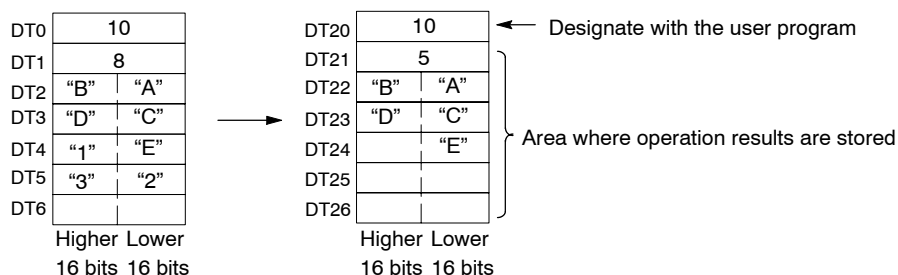 DT0 10 DT20 10 Designate with the user program
DT1 8 DT21 5
DT2 “B” “A” DT22 “B” “A”
DT3 “D” “C” DT23 “D” “C”
DT4 “1” “E” DT24 “E” Area where operation results are stored
DT5 “3” “2” DT25
DT6 DT26
Higher Lower Higher Lower
16 bits 16 bits 16 bits 16 bits